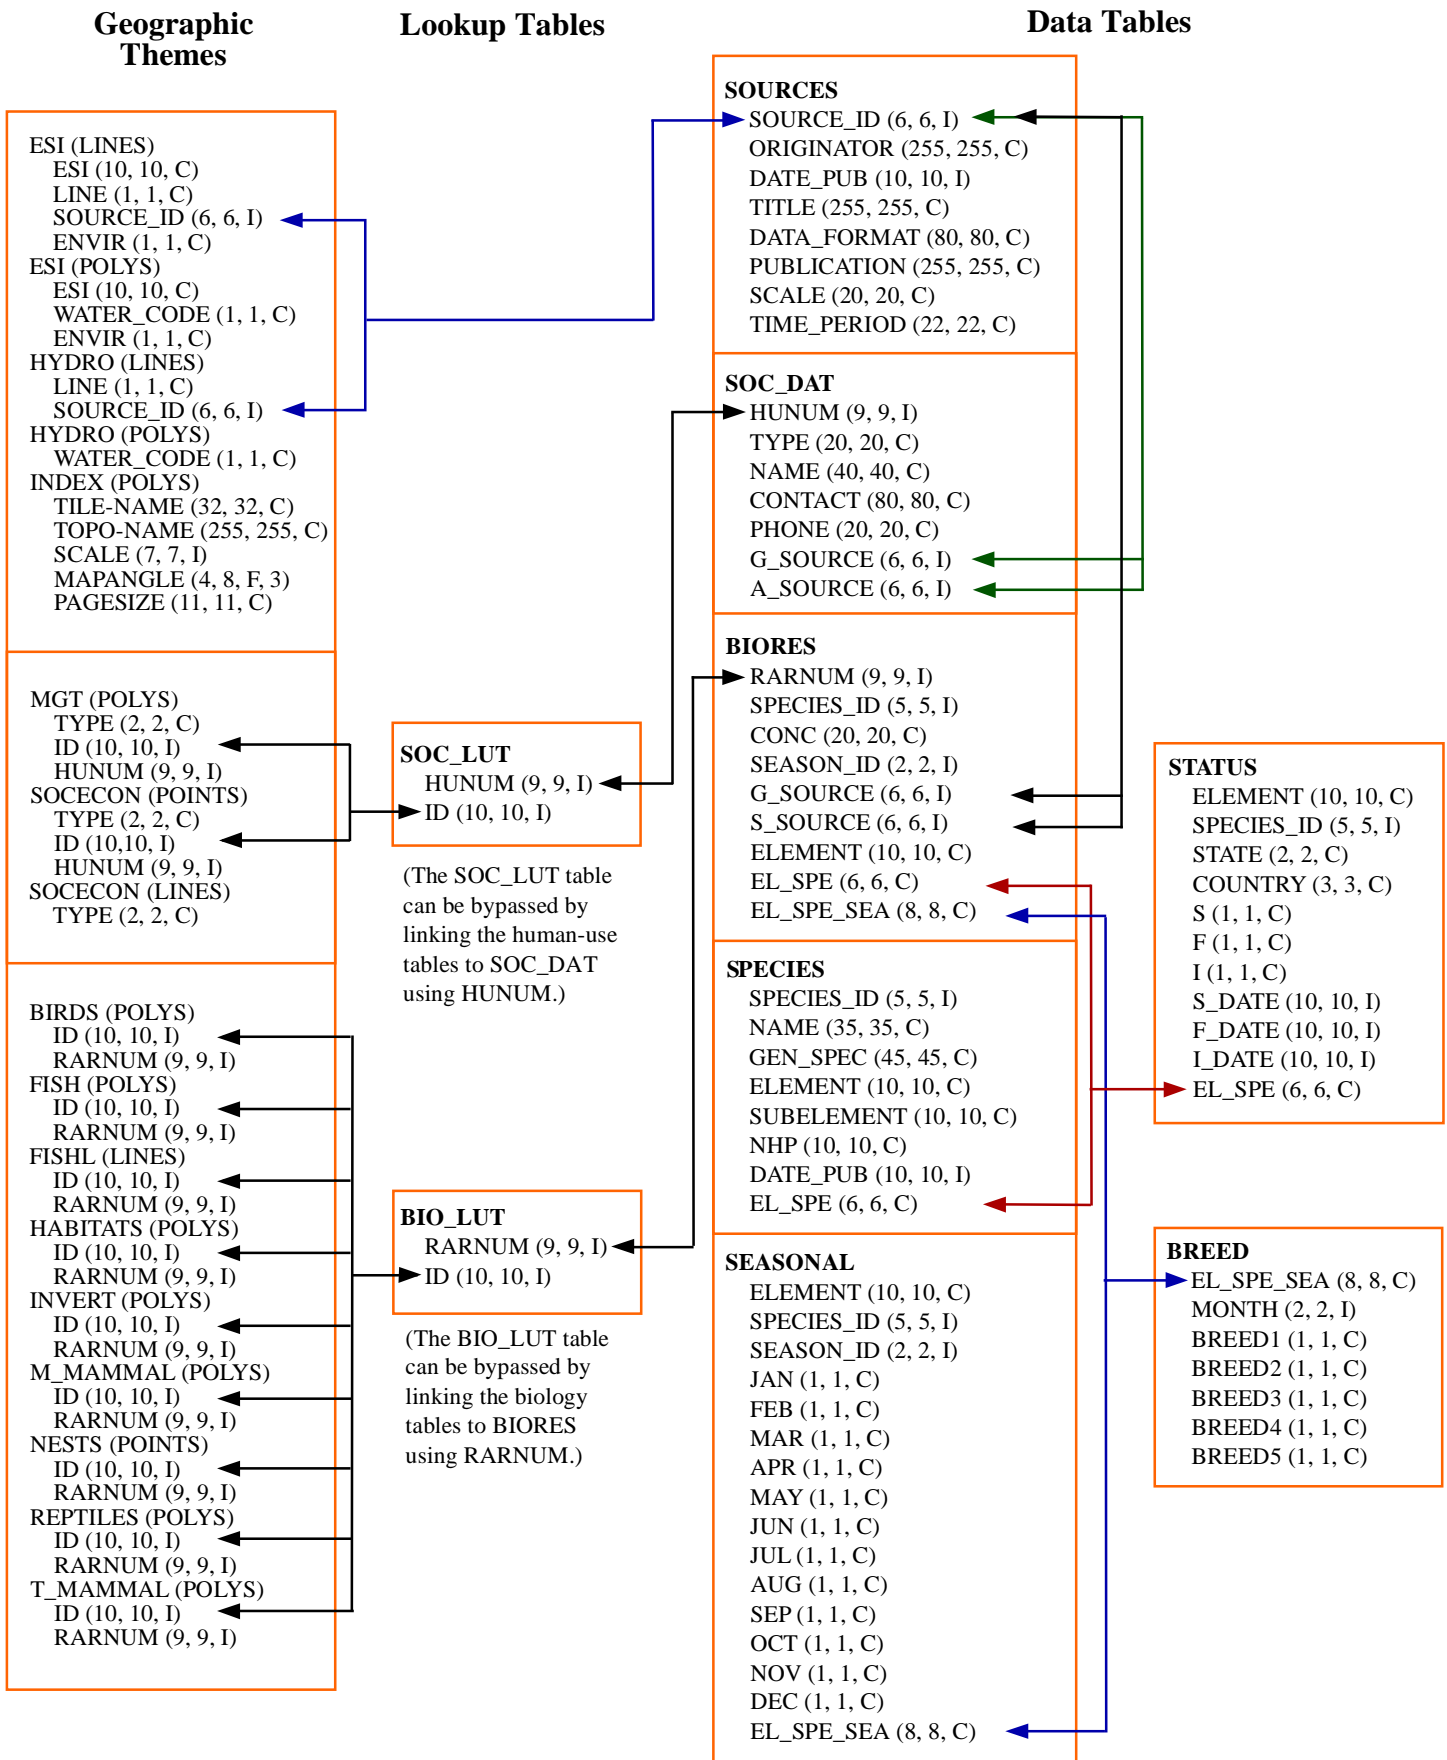 Geographic
Themes
Lookup Tables
Data Tables
ESI (LINES)
ESI (10, 10, C)
LINE (1, 1, C)
SOURCE_ID (6, 6, I)
ENVIR (1, 1, C)
ESI (POLYS)
ESI (10, 10, C)
WATER_CODE (1, 1, C)
ENVIR (1, 1, C)
HYDRO (LINES)
LINE (1, 1, C)
SOURCE_ID (6, 6, I)
HYDRO (POLYS)
WATER_CODE (1, 1, C)
INDEX (POLYS)
TILE-NAME (32, 32, C)
TOPO-NAME (255, 255, C)
SCALE (7, 7, I)
MAPANGLE (4, 8, F, 3)
PAGESIZE (11, 11, C)
MGT (POLYS)
TYPE (2, 2, C)
ID (10, 10, I)
HUNUM (9, 9, I)
SOCECON (POINTS)
TYPE (2, 2, C)
ID (10,10, I)
HUNUM (9, 9, I)
SOCECON (LINES)
TYPE (2, 2, C)
BIRDS (POLYS)
ID (10, 10, I)
RARNUM (9, 9, I)
FISH (POLYS)
ID (10, 10, I)
RARNUM (9, 9, I)
FISHL (LINES)
ID (10, 10, I)
RARNUM (9, 9, I)
HABITATS (POLYS)
ID (10, 10, I)
RARNUM (9, 9, I)
INVERT (POLYS)
ID (10, 10, I)
RARNUM (9, 9, I)
M_MAMMAL (POLYS)
ID (10, 10, I)
RARNUM (9, 9, I)
NESTS (POINTS)
ID (10, 10, I)
RARNUM (9, 9, I)
REPTILES (POLYS)
ID (10, 10, I)
RARNUM (9, 9, I)
T_MAMMAL (POLYS)
ID (10, 10, I)
RARNUM (9, 9, I)
SOC_LUT
HUNUM (9, 9, I)
ID (10, 10, I)
(The SOC_LUT table
can be bypassed by
linking the human-use
tables to SOC_DAT
using HUNUM.)
BIO_LUT
RARNUM (9, 9, I)
ID (10, 10, I)
(The BIO_LUT table
can be bypassed by
linking the biology
tables to BIORES
using RARNUM.)
SOURCES
SOURCE_ID (6, 6, I)
ORIGINATOR (255, 255, C)
DATE_PUB (10, 10, I)
TITLE (255, 255, C)
DATA_FORMAT (80, 80, C)
PUBLICATION (255, 255, C)
SCALE (20, 20, C)
TIME_PERIOD (22, 22, C)
SOC_DAT
HUNUM (9, 9, I)
TYPE (20, 20, C)
NAME (40, 40, C)
CONTACT (80, 80, C)
PHONE (20, 20, C)
G_SOURCE (6, 6, I)
A_SOURCE (6, 6, I)
BIORES
RARNUM (9, 9, I)
SPECIES_ID (5, 5, I)
CONC (20, 20, C)
SEASON_ID (2, 2, I)
G_SOURCE (6, 6, I)
S_SOURCE (6, 6, I)
ELEMENT (10, 10, C)
EL_SPE (6, 6, C)
EL_SPE_SEA (8, 8, C)
SPECIES
SPECIES_ID (5, 5, I)
NAME (35, 35, C)
GEN_SPEC (45, 45, C)
ELEMENT (10, 10, C)
SUBELEMENT (10, 10, C)
NHP (10, 10, C)
DATE_PUB (10, 10, I)
EL_SPE (6, 6, C)
SEASONAL
ELEMENT (10, 10, C)
SPECIES_ID (5, 5, I)
SEASON_ID (2, 2, I)
JAN (1, 1, C)
FEB (1, 1, C)
MAR (1, 1, C)
APR (1, 1, C)
MAY (1, 1, C)
JUN (1, 1, C)
JUL (1, 1, C)
AUG (1, 1, C)
SEP (1, 1, C)
OCT (1, 1, C)
NOV (1, 1, C)
DEC (1, 1, C)
EL_SPE_SEA (8, 8, C)
STATUS
ELEMENT (10, 10, C)
SPECIES_ID (5, 5, I)
STATE (2, 2, C)
COUNTRY (3, 3, C)
S (1, 1, C)
F (1, 1, C)
I (1, 1, C)
S_DATE (10, 10, I)
F_DATE (10, 10, I)
I_DATE (10, 10, I)
EL_SPE (6, 6, C)
BREED
EL_SPE_SEA (8, 8, C)
MONTH (2, 2, I)
BREED1 (1, 1, C)
BREED2 (1, 1, C)
BREED3 (1, 1, C)
BREED4 (1, 1, C)
BREED5 (1, 1, C)